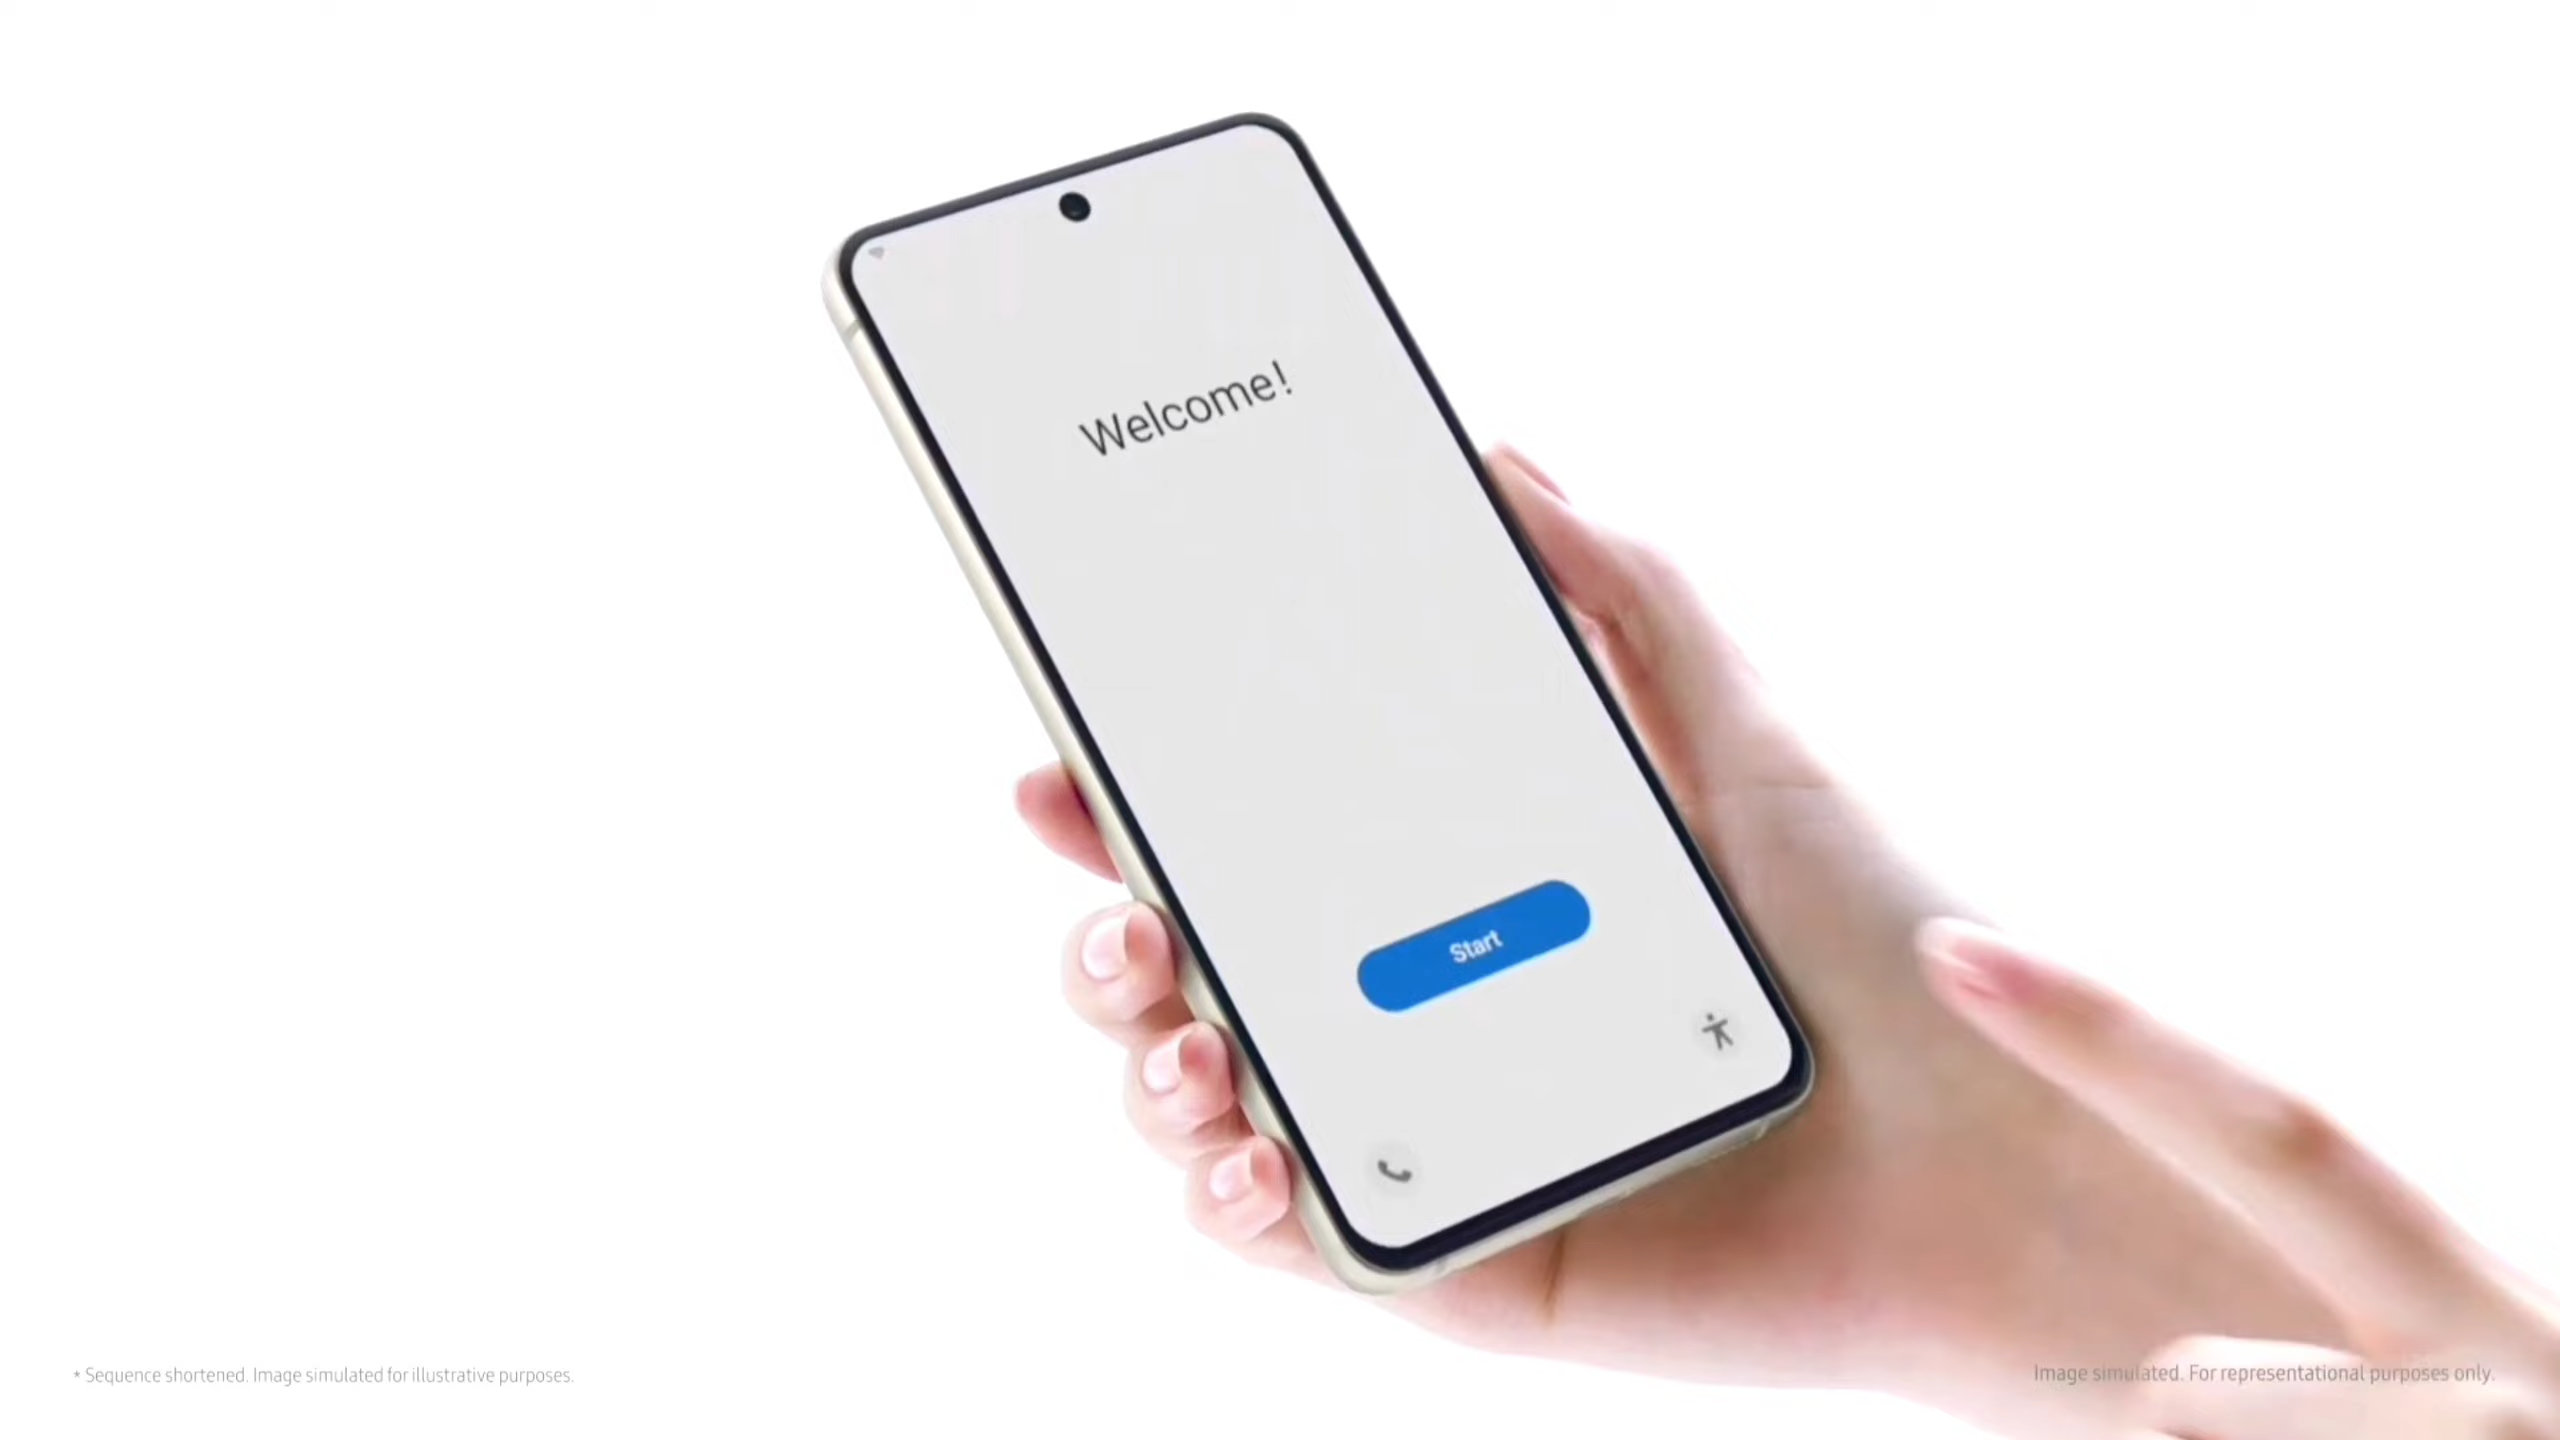 Welcome!
Start
* Sequence shortened. Image simulated for illustrative purposes.
Image simulated. For representational purposes only.